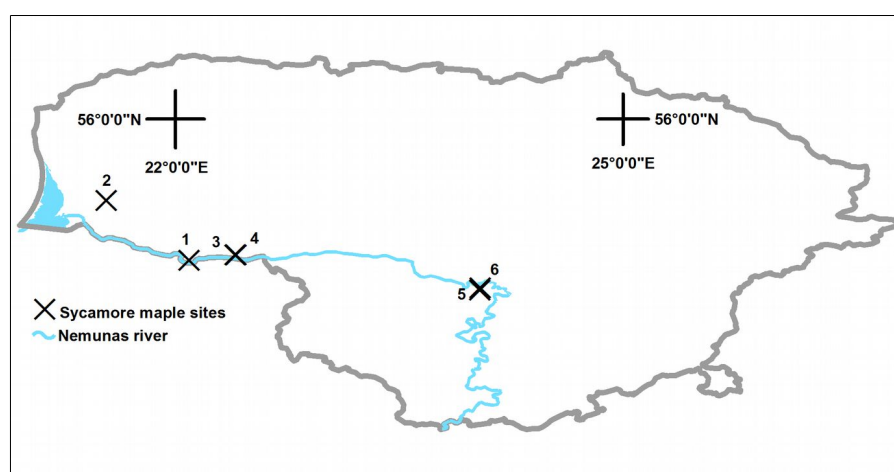 56°0'0"N
22°0'0"E
56°0'0"N
25°0'0"E
2
1
3
4
5
6
Sycamore maple sites
Nemunas river